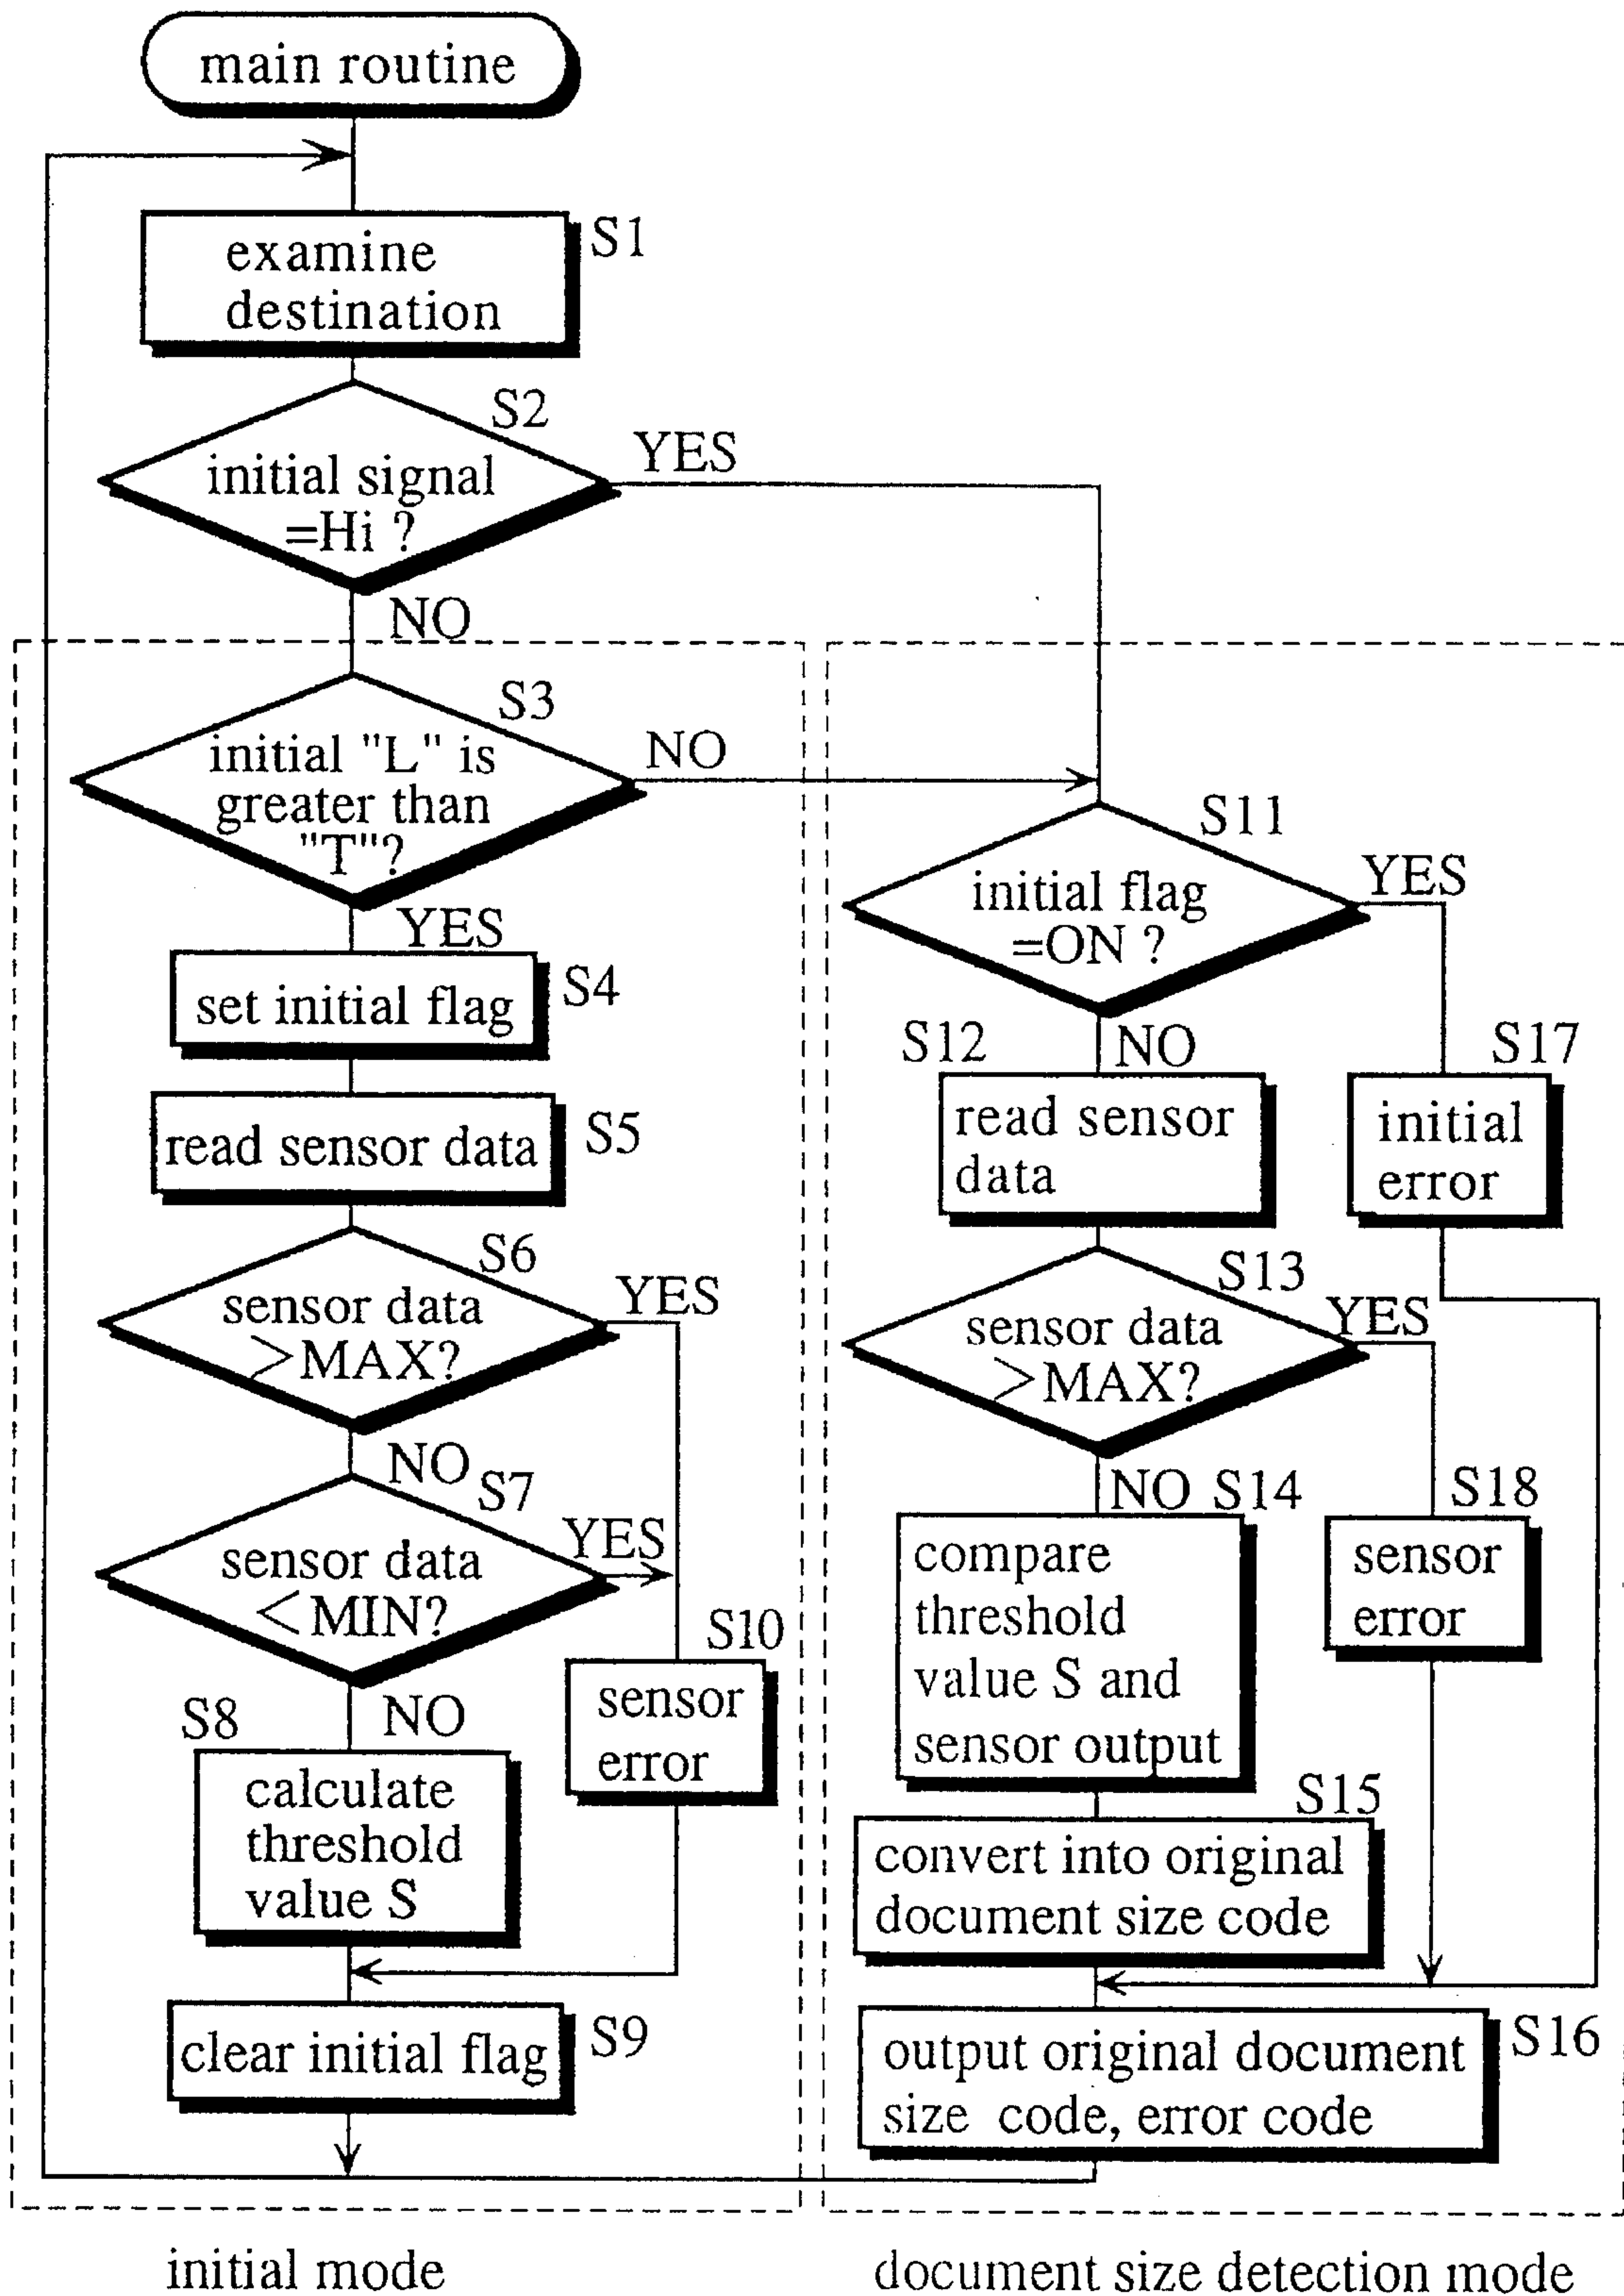 main routine
S1
examine
destination
S2
YES
initial signal
=Hi ?
NO
S3
NO
initial "L" is
greater than
"T"?
YES
set initial flag
S4
read sensor data
S5
S6
YES
sensor data
>MAX?
NO
S7
YES
sensor data
<MIN?
NO
S8
calculate
threshold
value S
S10
sensor
error
clear initial flag
S9
initial mode
S11
YES
initial flag
=ON ?
NO
S12
read sensor
data
S17
initial
error
S13
YES
sensor data
>MAX?
NO
S14
compare
threshold
value S and
sensor output
S18
sensor
error
S15
convert into original
document size code
S16
output original document
size code, error code
document size detection mode